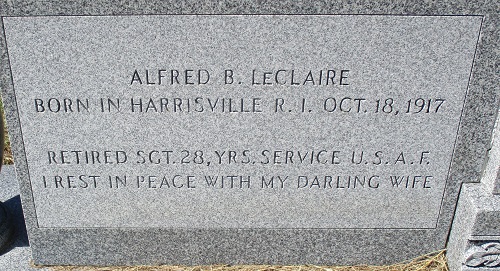 ALFRED B. LECLAIRE
BORN IN HARRISVILLE R. I. OCT. 18, 1917
RETIRED SGT. 28, YRS. SERVICE U. S. A. F.
I REST IN PEACE WITH MY DARLING WIFE